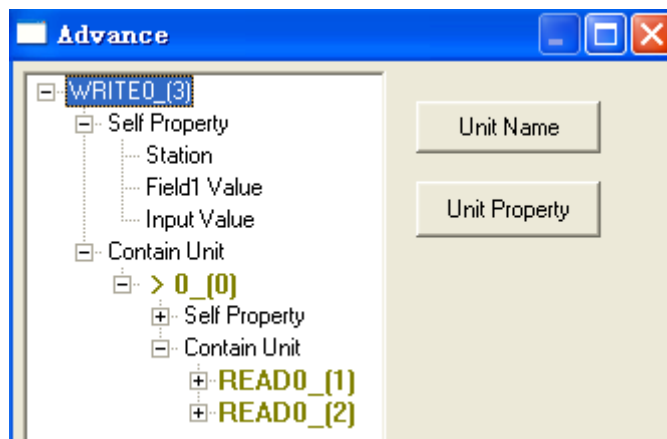 Advance
WRITE0_(3)
Self Property
Station
Field1 Value
Input Value
Contain Unit
> 0_(0)
Self Property
Contain Unit
READ0_(1)
READ0_(2)
Unit Name
Unit Property